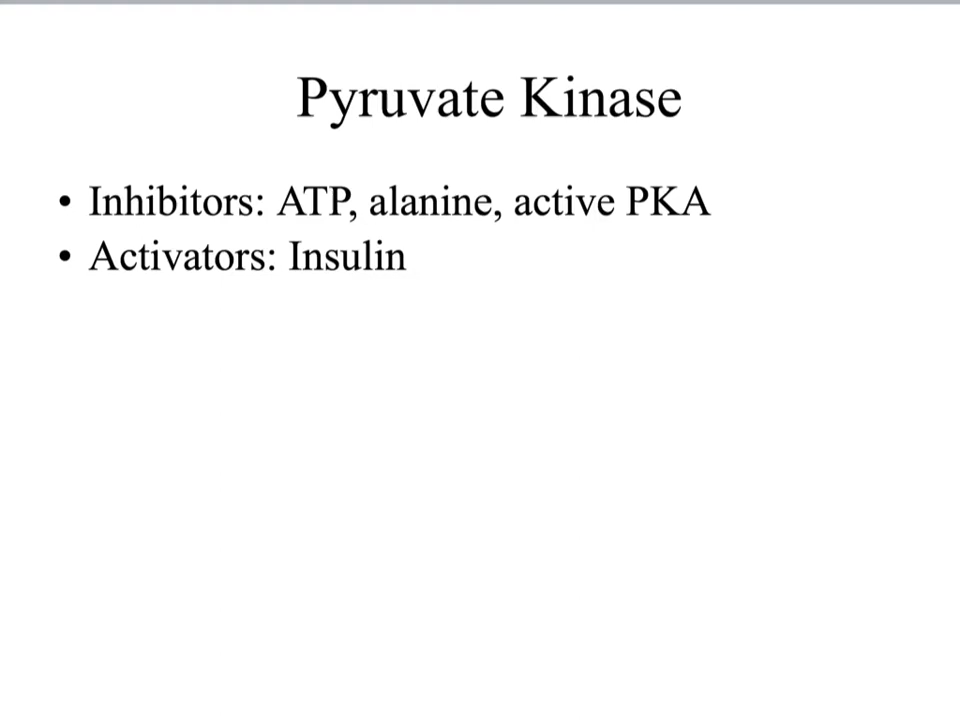 Pyruvate Kinase
• Inhibitors: ATP, alanine, active PKA
• Activators: Insulin